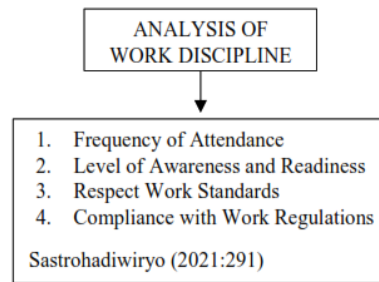 ANALYSIS OF
WORK DISCIPLINE
1. Frequency of Attendance
2. Level of Awareness and Readiness
3. Respect Work Standards
4. Compliance with Work Regulations
Sastrohadiwiryo (2021:291)